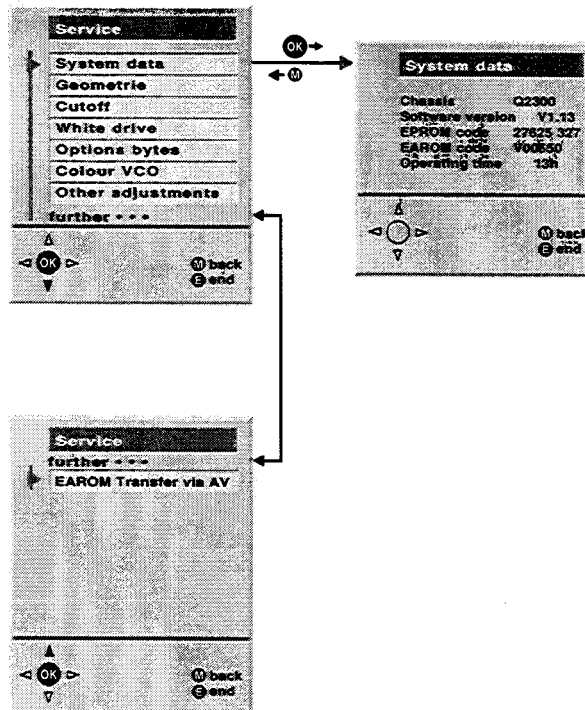 Service
System data
Geometrie
Cutoff
White drive
Options bytes
Colour VCO
Other adjustments
further • • •
OK
M back
E end
OK
M
System data
Chassis Q2300
Software version V1.13
EPROM code 27625 327
EAROM code V00550
Operating time 13h
M back
E end
Service
further • • •
EAROM Transfer via AV
OK
M back
E end